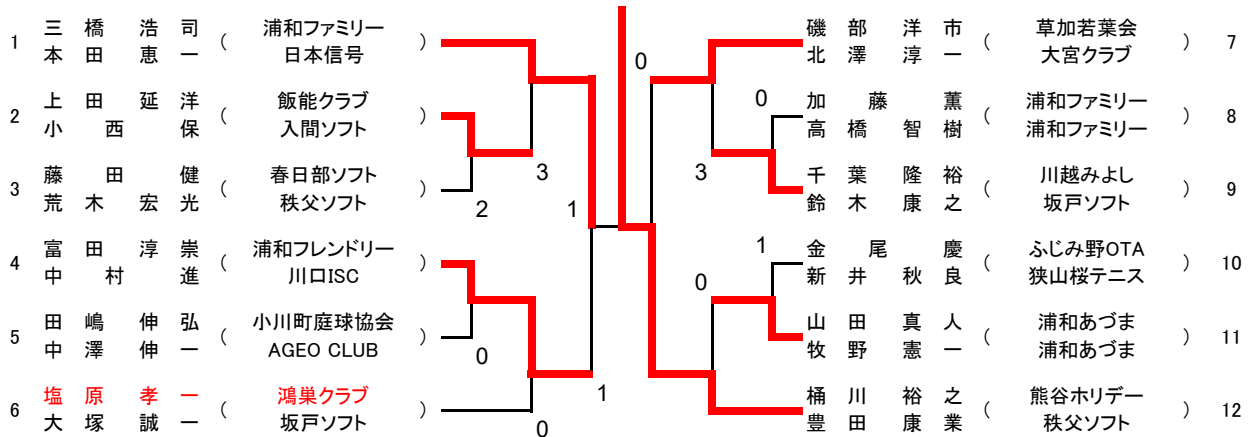 1 三橋浩司 ( 浦和ファミリー )
本田恵一 日本信号
2 上田延洋 ( 飯能クラブ )
小西保 入間ソフト
3 藤田健 ( 春日部ソフト )
荒木宏光 秩父ソフト
4 富田淳崇 ( 浦和フレンドリー )
中村進 川口ISC
5 田嶋伸弘 ( 小川町庭球協会 )
中澤伸一 AGEO CLUB
6 塩原孝一 ( 鴻巣クラブ )
大塚誠一 坂戸ソフト
3
2
1
0
1
0
0
0
3
1
0
磯部洋市 ( 草加若葉会 ) 7
北澤淳一 大宮クラブ
加藤薫 ( 浦和ファミリー ) 8
高橋智樹 浦和ファミリー
千葉隆裕 ( 川越みよし ) 9
鈴木康之 坂戸ソフト
金尾慶 ( ふじみ野OTA ) 10
新井秋良 狭山桜テニス
山田真人 ( 浦和あづま ) 11
牧野憲一 浦和あづま
桶川裕之 ( 熊谷ホリデー ) 12
豊田康業 秩父ソフト